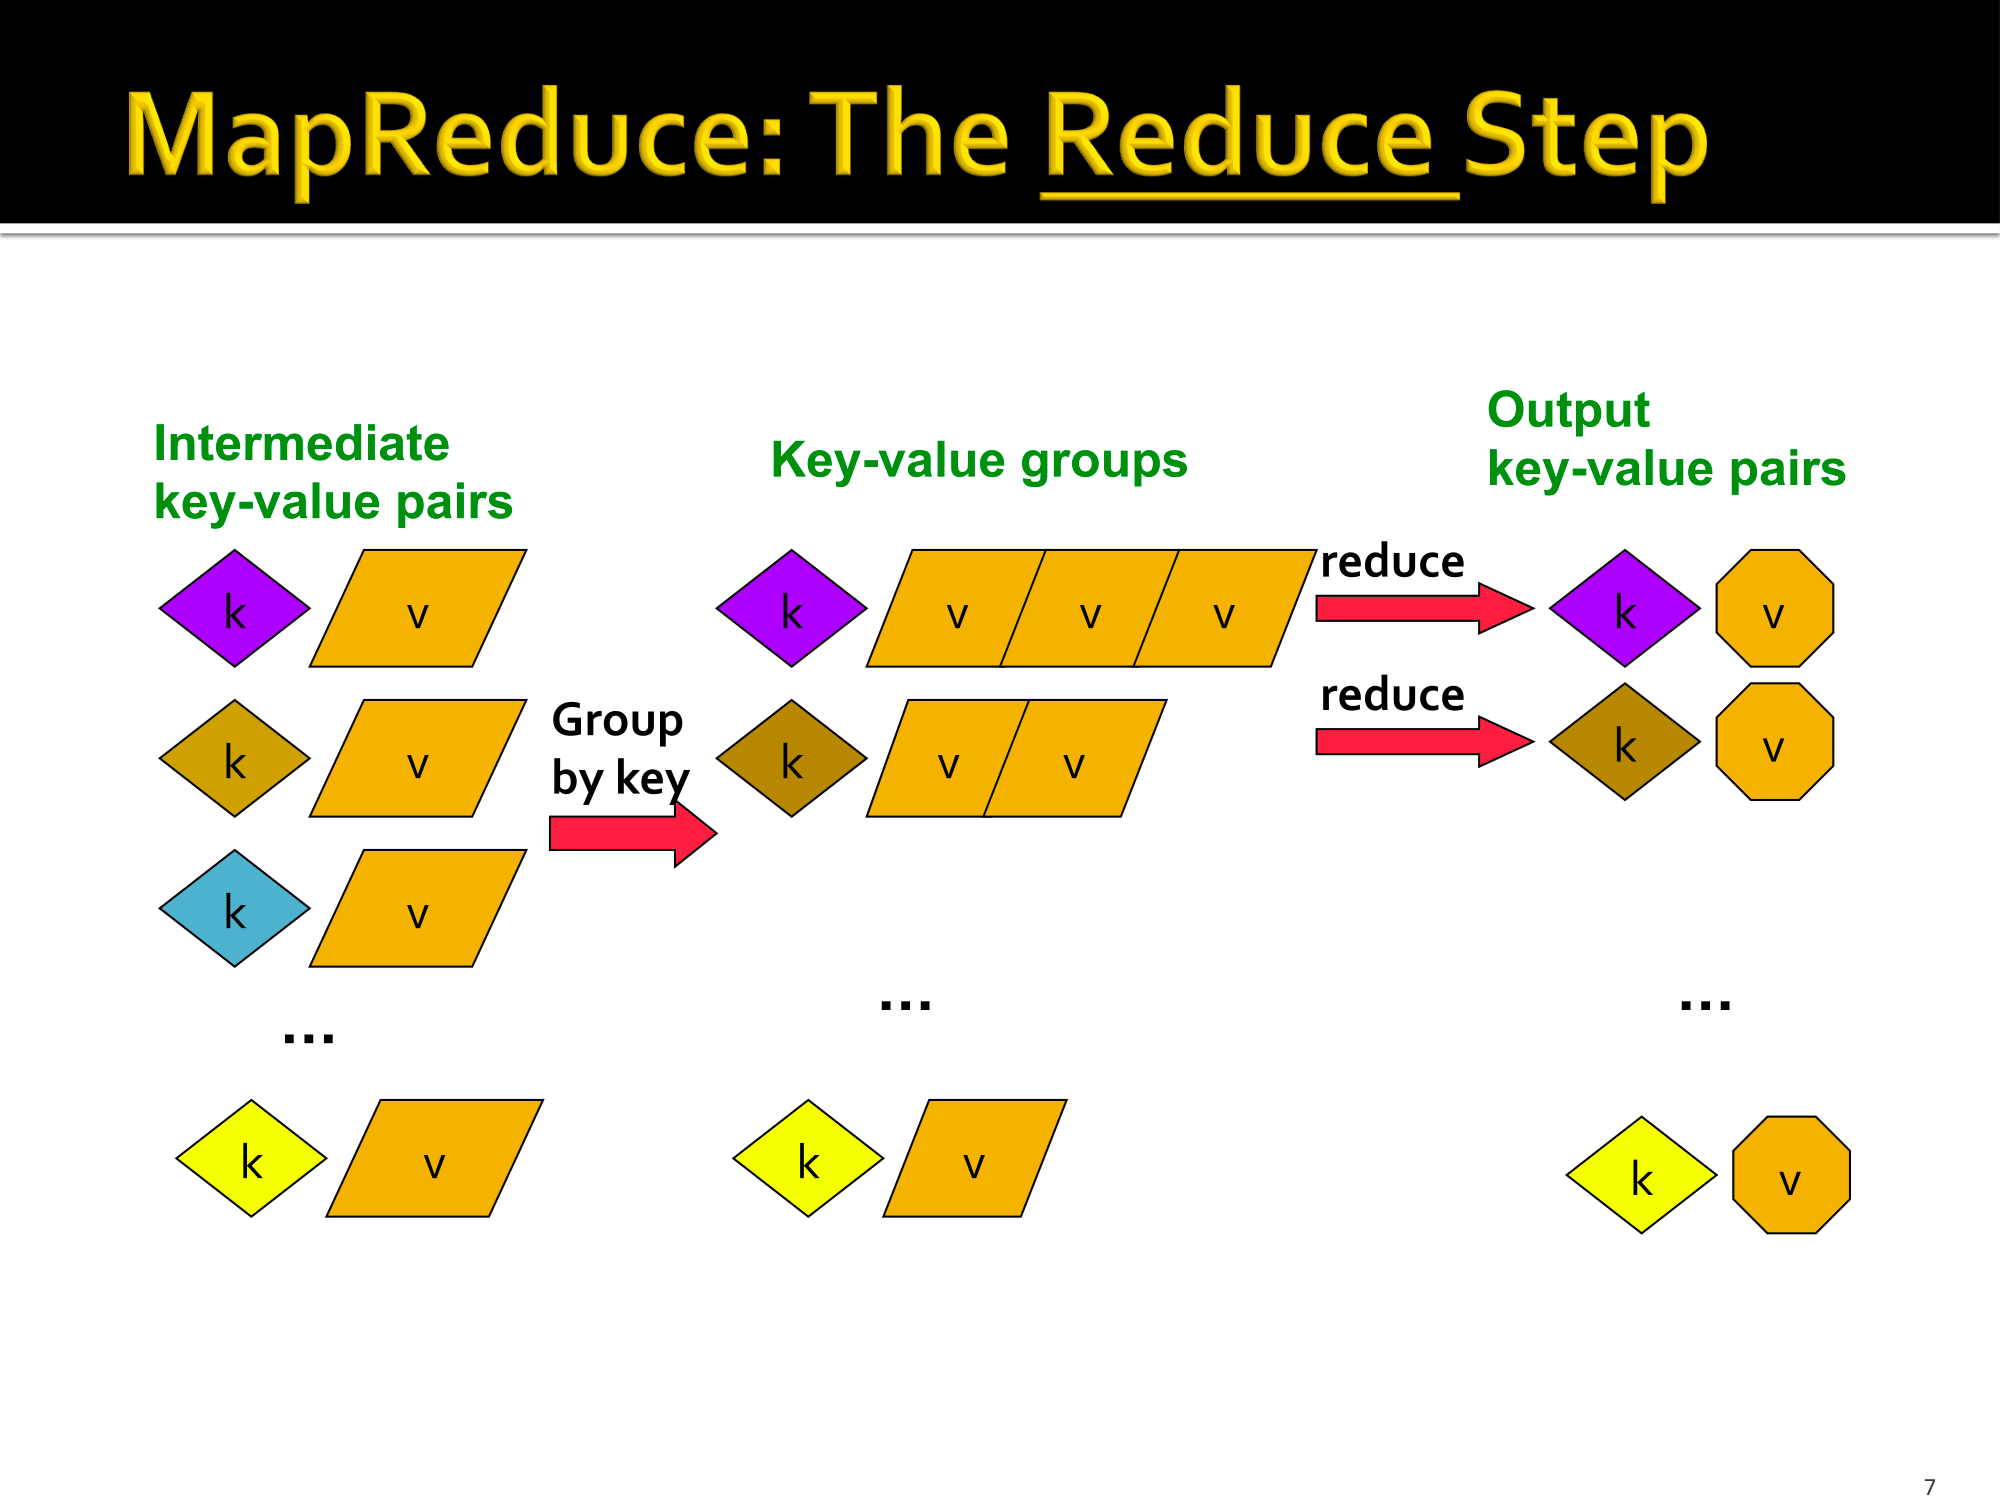 MapReduce: The Reduce Step
Intermediate
key-value pairs
Key-value groups
Output
key-value pairs
k v
k v v v
reduce
k v
k v
Group
by key
k v v
reduce
k v
k v
...
...
...
k v
k v
k v
7